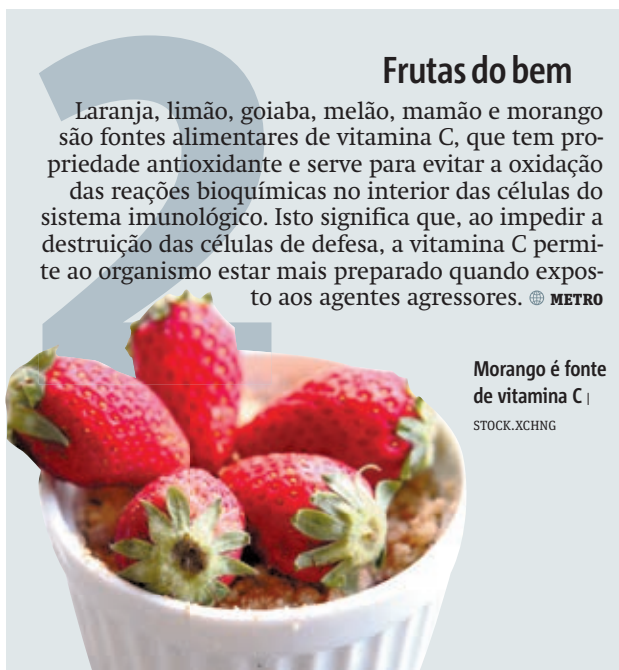 2
Frutas do bem
Laranja, limão, goiaba, melão, mamão e morango
são fontes alimentares de vitamina C, que tem pro-
priedade antioxidante e serve para evitar a oxidação
das reações bioquímicas no interior das células do
sistema imunológico. Isto significa que, ao impedir a
destruição das células de defesa, a vitamina C permi-
te ao organismo estar mais preparado quando expos-
to aos agentes agressores. METRO
Morango é fonte
de vitamina C |
STOCK.XCHNG